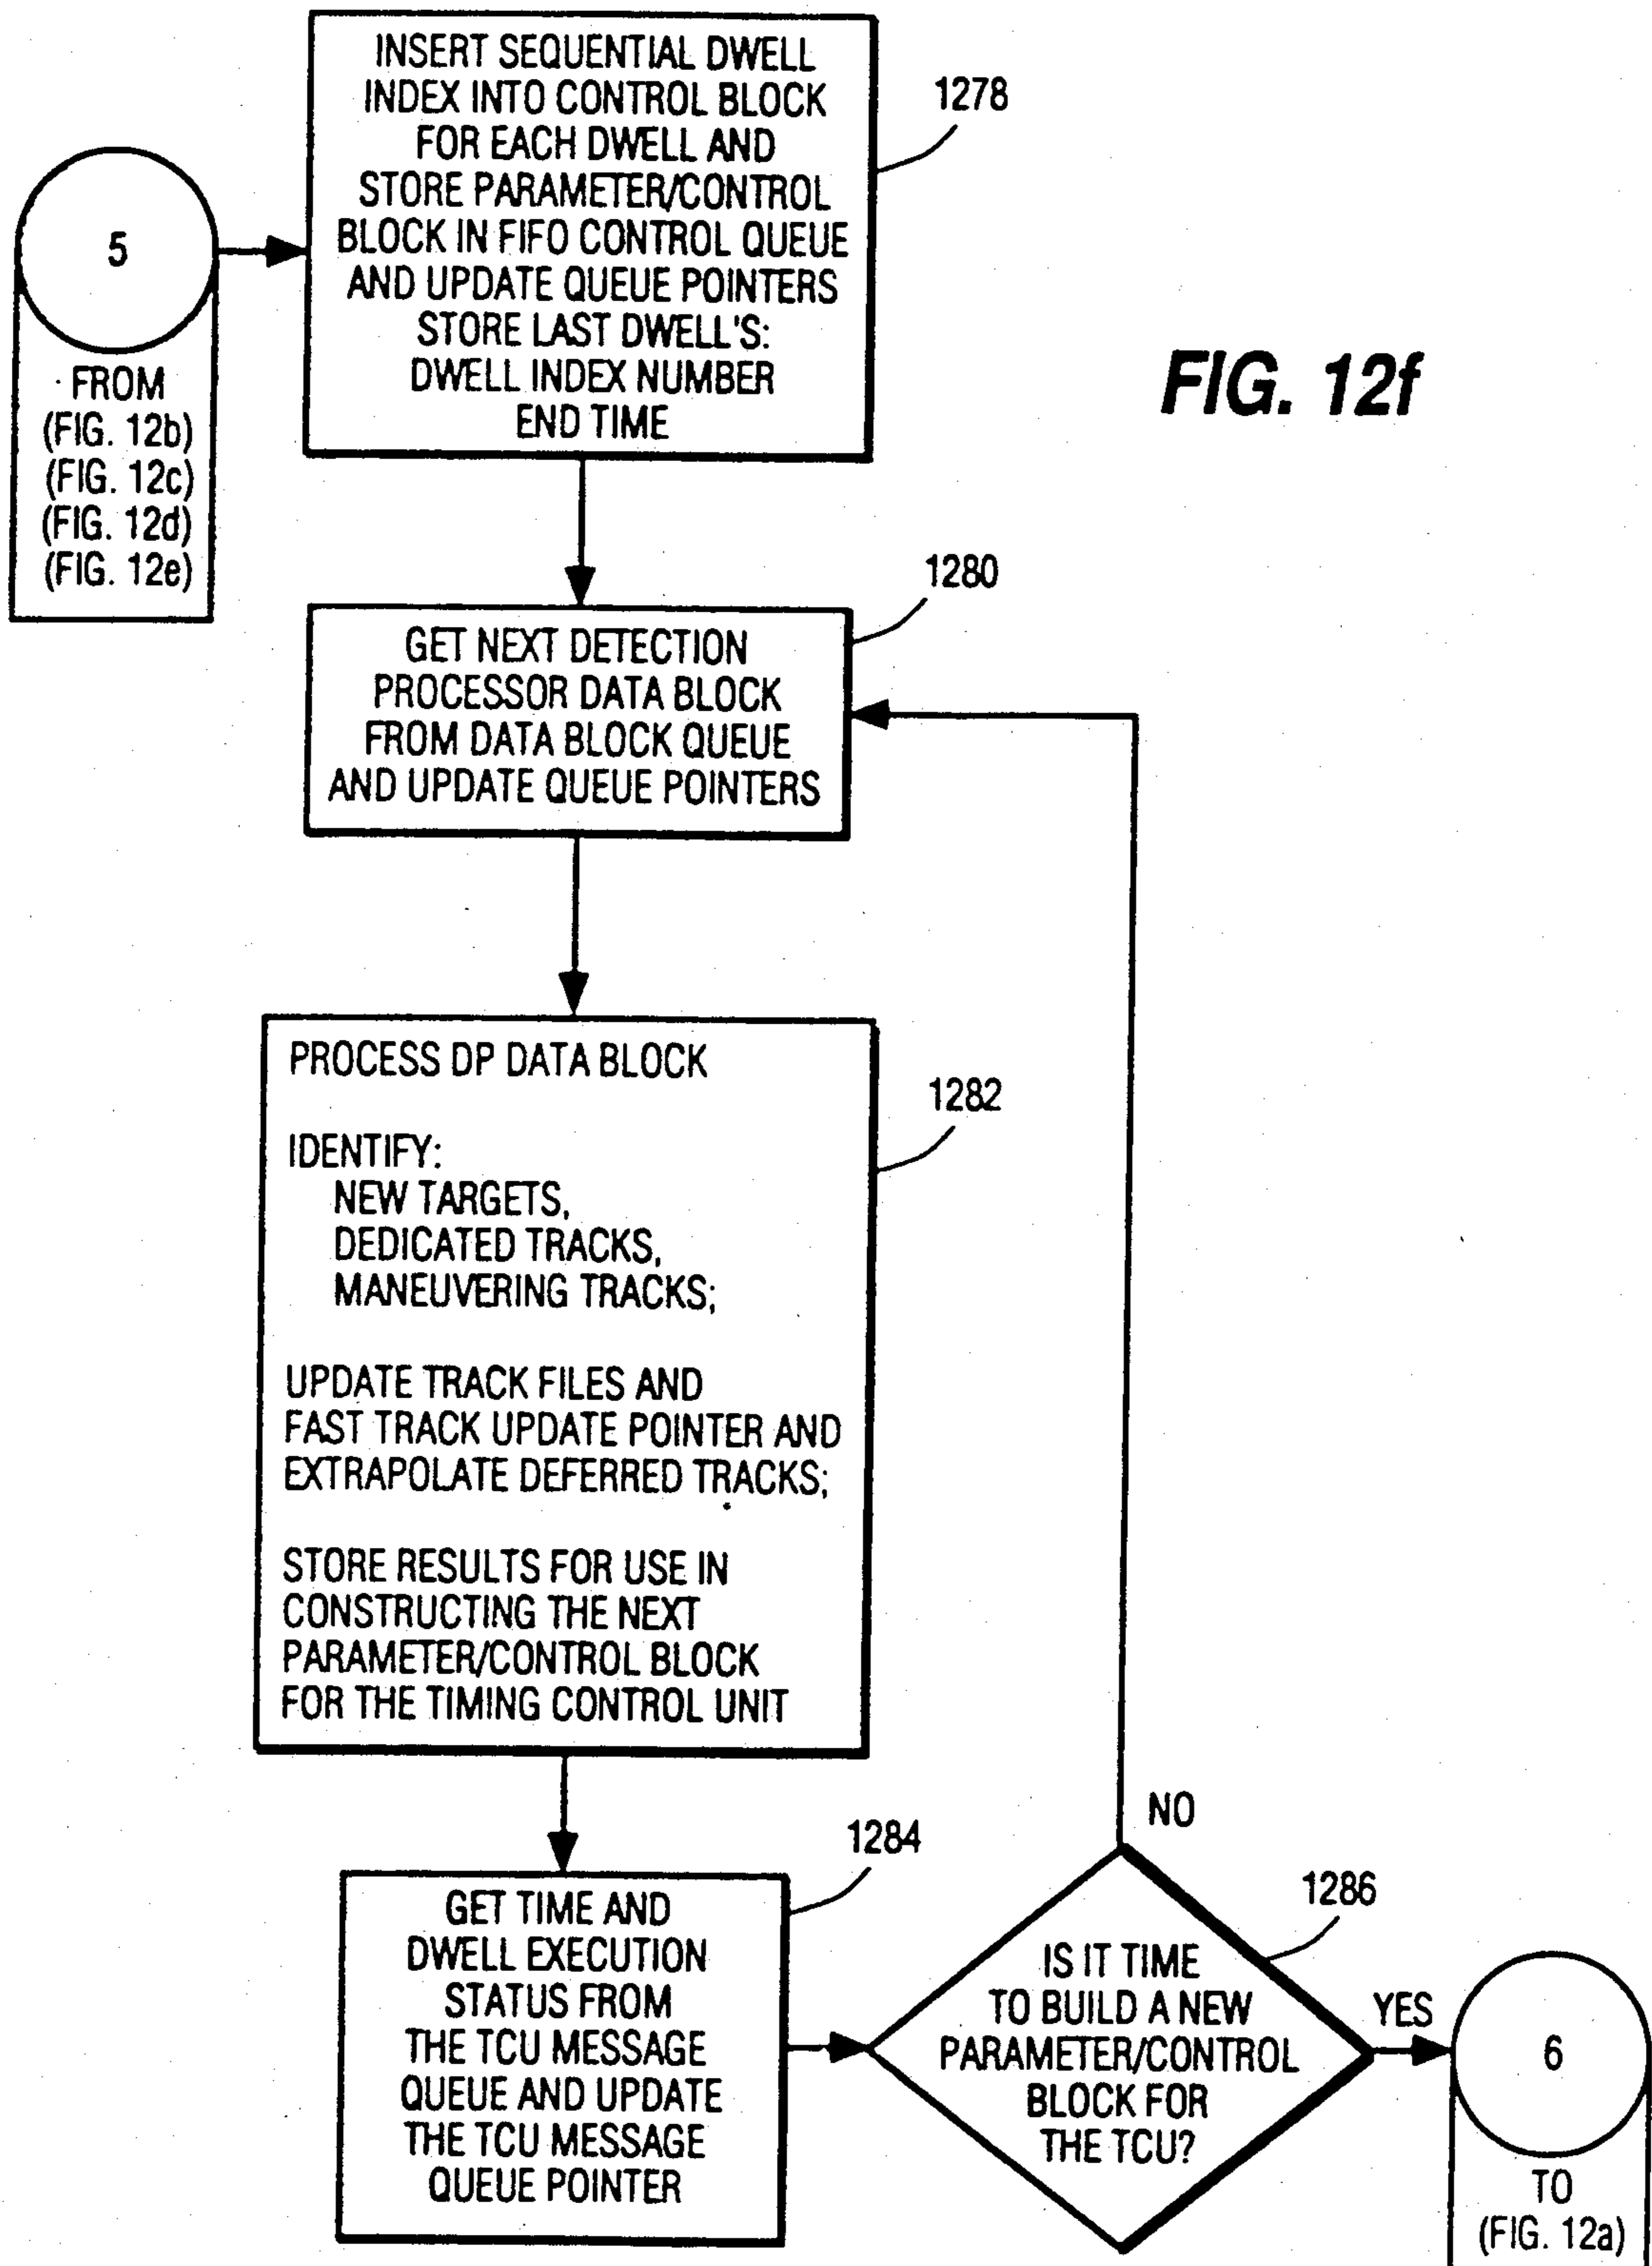 INSERT SEQUENTIAL DWELL
INDEX INTO CONTROL BLOCK
FOR EACH DWELL AND
STORE PARAMETER/CONTROL
BLOCK IN FIFO CONTROL QUEUE
AND UPDATE QUEUE POINTERS
STORE LAST DWELL'S:
DWELL INDEX NUMBER
END TIME
1278
5
FROM
(FIG. 12b)
(FIG. 12c)
(FIG. 12d)
(FIG. 12e)
FIG. 12f
1280
GET NEXT DETECTION
PROCESSOR DATA BLOCK
FROM DATA BLOCK QUEUE
AND UPDATE QUEUE POINTERS
PROCESS DP DATA BLOCK
1282
IDENTIFY:
NEW TARGETS,
DEDICATED TRACKS,
MANEUVERING TRACKS;
UPDATE TRACK FILES AND
FAST TRACK UPDATE POINTER AND
EXTRAPOLATE DEFERRED TRACKS;
STORE RESULTS FOR USE IN
CONSTRUCTING THE NEXT
PARAMETER/CONTROL BLOCK
FOR THE TIMING CONTROL UNIT
1284
GET TIME AND
DWELL EXECUTION
STATUS FROM
THE TCU MESSAGE
QUEUE AND UPDATE
THE TCU MESSAGE
QUEUE POINTER
NO
1286
IS IT TIME
TO BUILD A NEW
PARAMETER/CONTROL
BLOCK FOR
THE TCU?
YES
6
TO
(FIG. 12a)